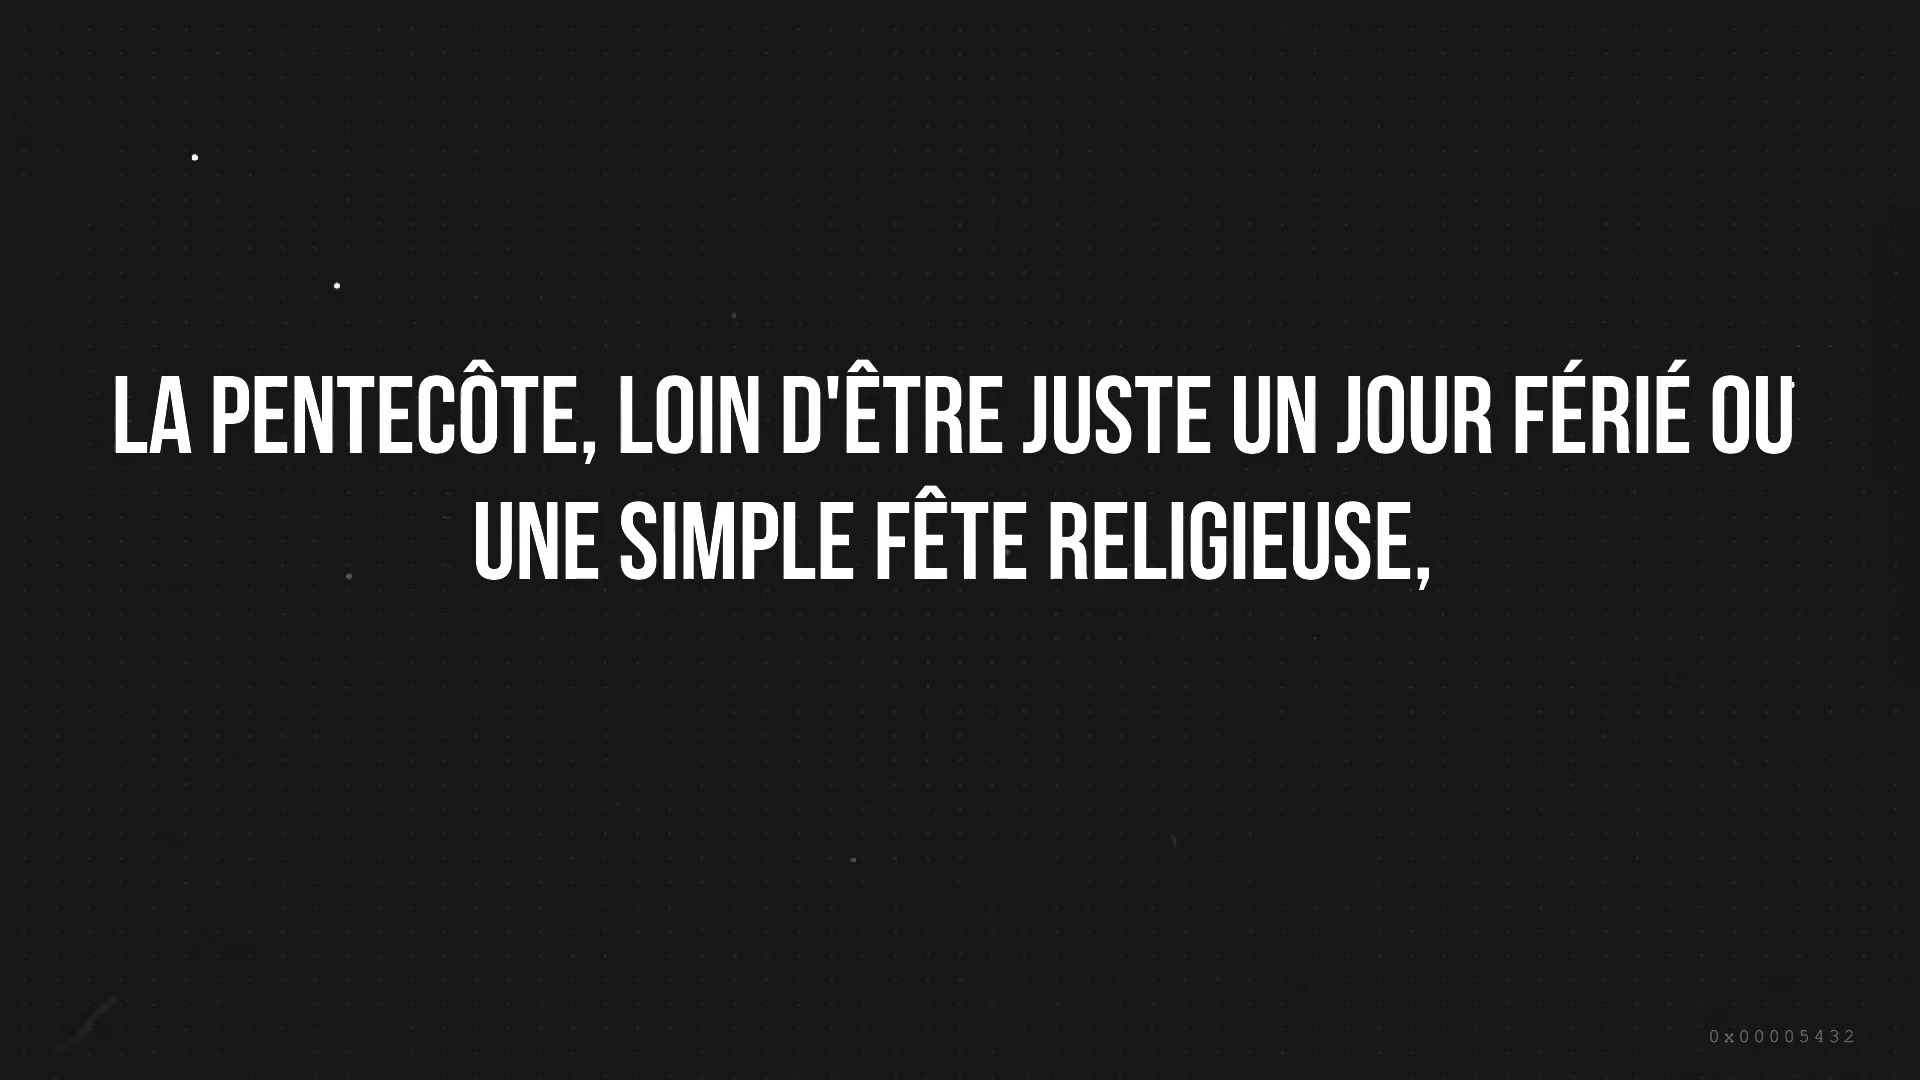 LA PENTECÔTE, LOIN D'ÊTRE JUSTE UN JOUR FÉRIÉ OU
UNE SIMPLE FÊTE RELIGIEUSE,
0x00005432